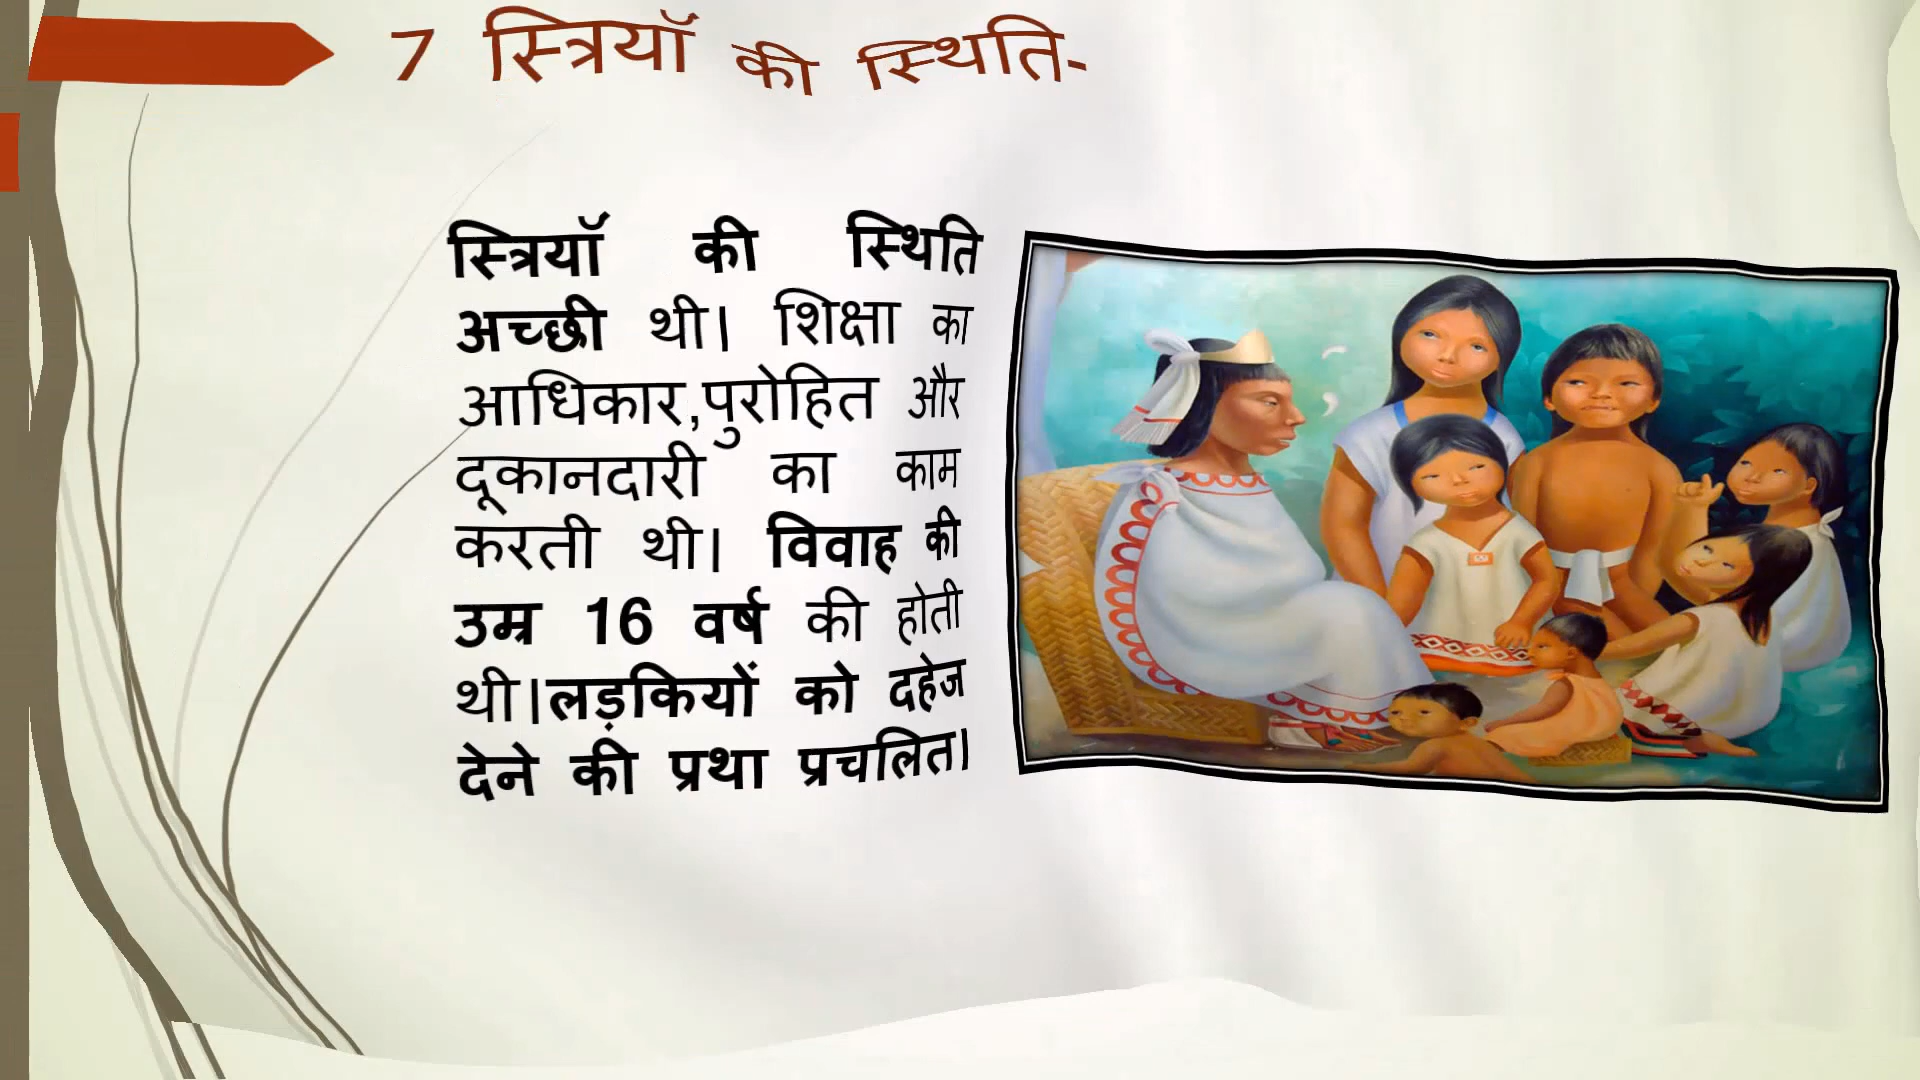 7 स्त्रियाॅ की स्थिति-
स्त्रियाॅ की स्थिति
अच्छी थी। शिक्षा का
आधिकार,पुरोहित और
दूकानदारी का काम
करती थी। विवाह की
उम्र 16 वर्ष की होती
थी।लड़कियों को दहेज
देने की प्रथा प्रचलित।